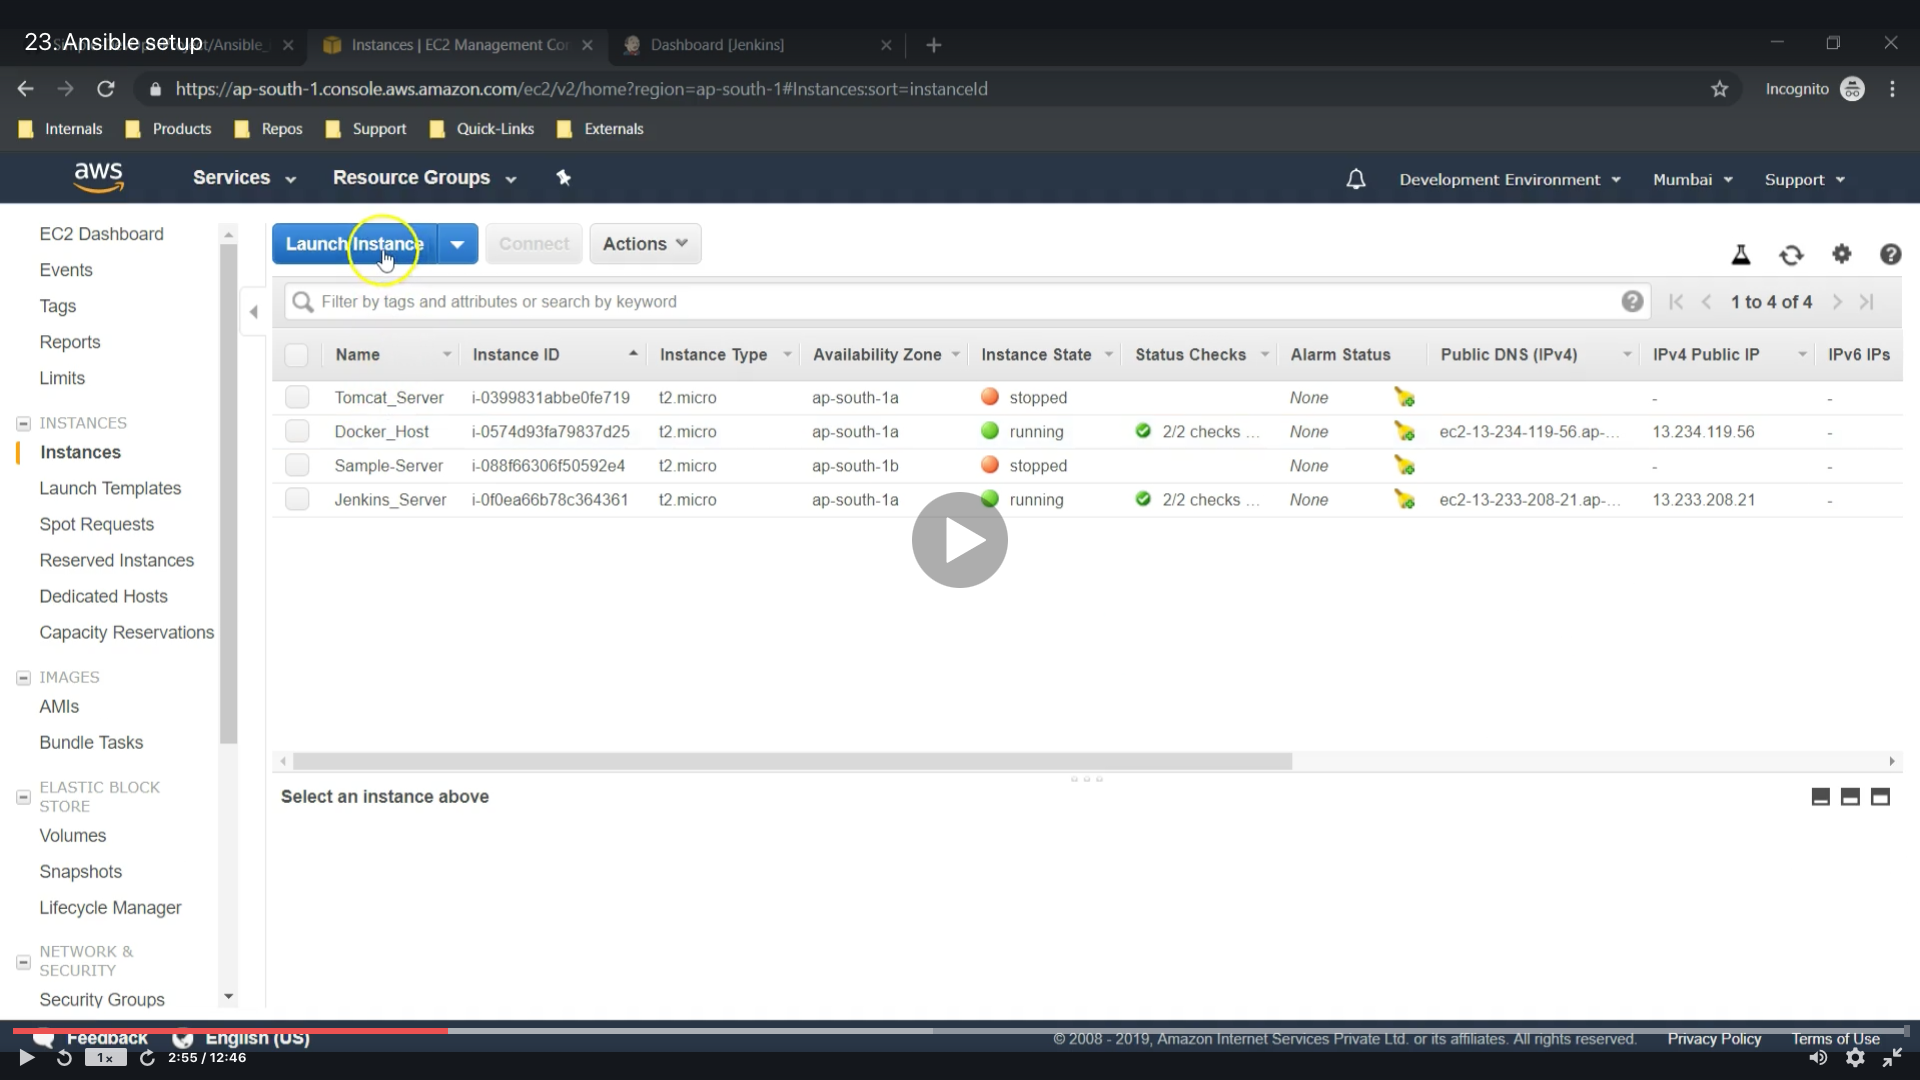 23. Ansible setup
/Ansible_
Instances | EC2 Management Cor
Dashboard [Jenkins]
https://ap-south-1.console.aws.amazon.com/ec2/v2/home?region=ap-south-1#Instances:sort=instanceId
Incognito
Internals Products Repos Support Quick-Links Externals
aws Services Resource Groups Development Environment Mumbai Support
EC2 Dashboard
Events
Tags
Reports
Limits
INSTANCES
Instances
Launch Templates
Spot Requests
Reserved Instances
Dedicated Hosts
Capacity Reservations
IMAGES
AMIs
Bundle Tasks
ELASTIC BLOCK
STORE
Volumes
Snapshots
Lifecycle Manager
NETWORK &
SECURITY
Security Groups
Launch Instance Connect Actions
Filter by tags and attributes or search by keyword
1 to 4 of 4
Name Instance ID Instance Type Availability Zone Instance State Status Checks Alarm Status Public DNS (IPv4) IPv4 Public IP IPv6 IPs
Tomcat_Server i-0399831abbe0fe719 t2.micro ap-south-1a stopped None - -
Docker_Host i-0574d93fa79837d25 t2.micro ap-south-1a running 2/2 checks ... None ec2-13-234-119-56.ap-... 13.234.119.56 -
Sample-Server i-088f66306f50592e4 t2.micro ap-south-1b stopped None - -
Jenkins_Server i-0f0ea66b78c364361 t2.micro ap-south-1a running 2/2 checks ... None ec2-13-233-208-21.ap-... 13.233.208.21 -
Select an instance above
Feedback English (US) © 2008 - 2019, Amazon Internet Services Private Ltd. or its affiliates. All rights reserved. Privacy Policy Terms of Use
1x 2:55 / 12:46